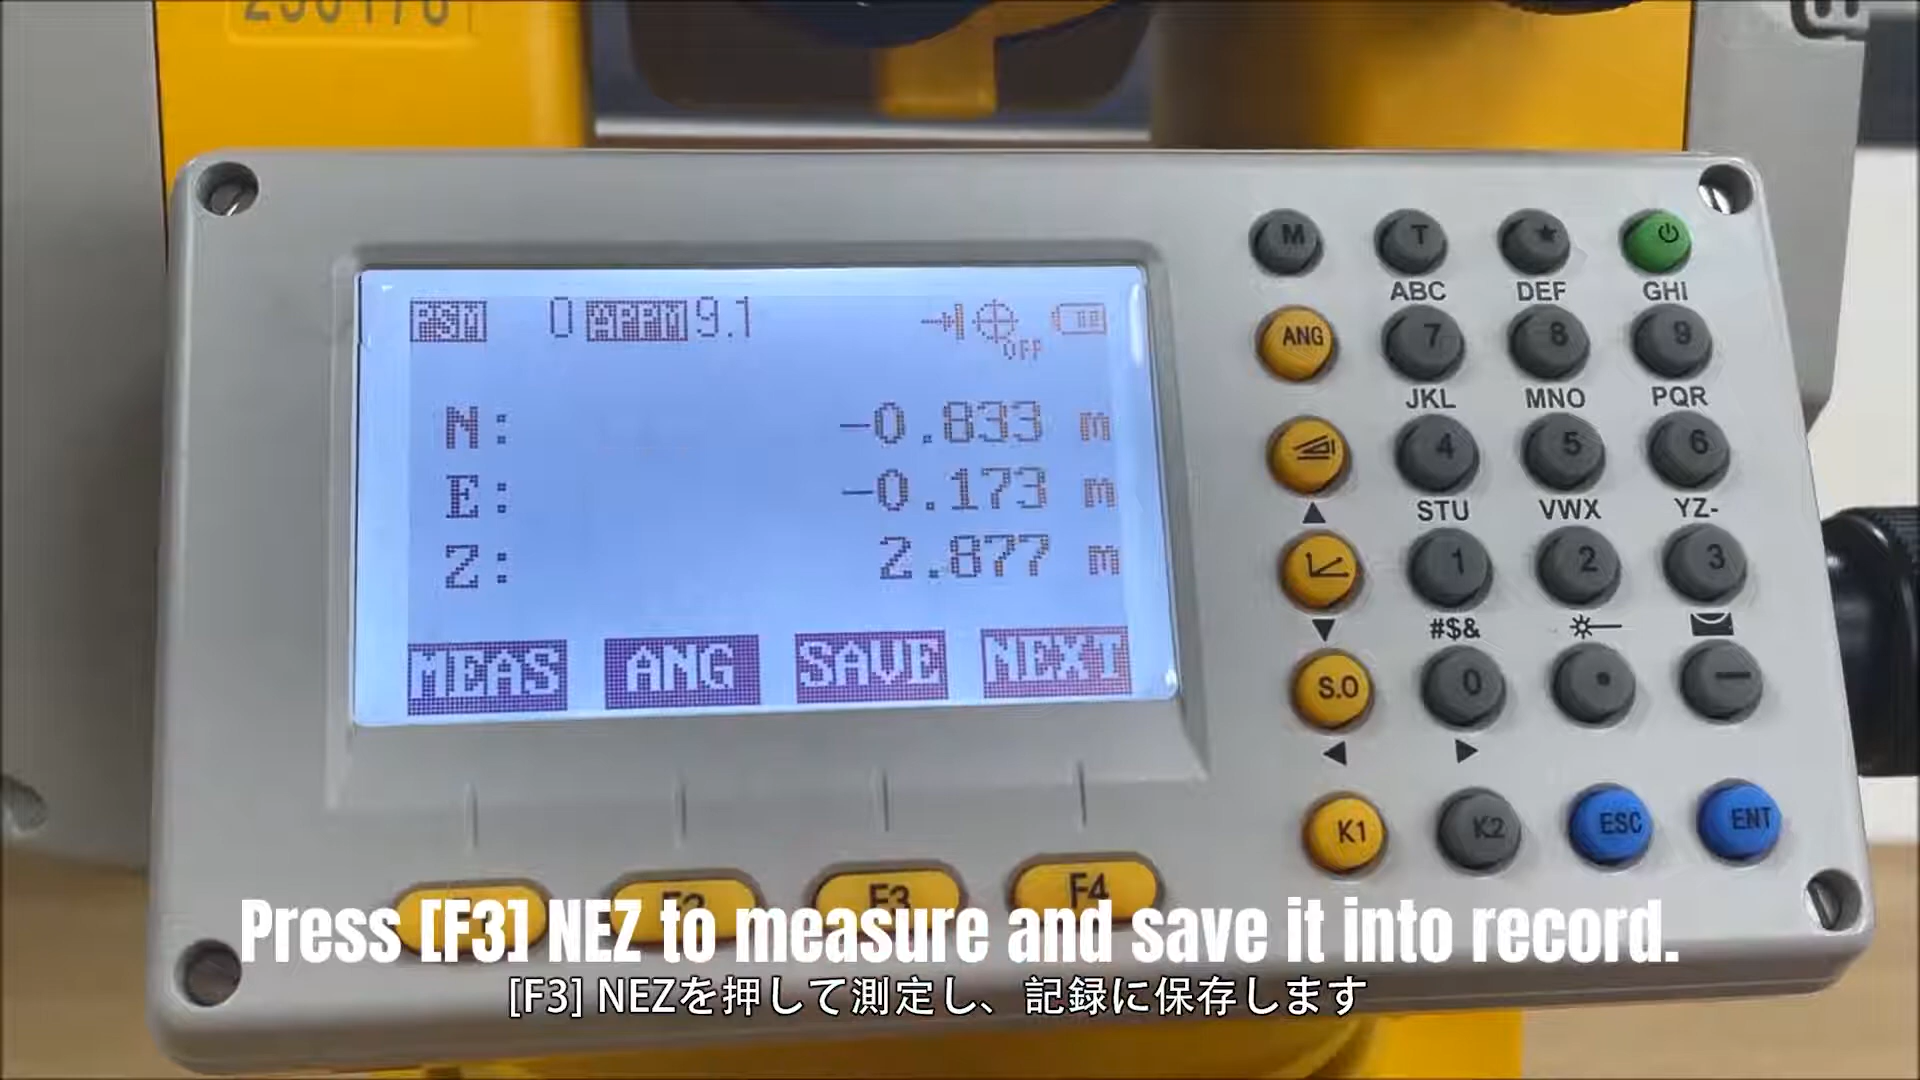 PSM 0 APPM 9.1
OFF
N: -0.833 m
E: -0.173 m
Z: 2.877 m
MEAS ANG SAVE NEXT
M T ★
ABC DEF GHI
ANG 7 8 9
JKL MNO PQR
4 5 6
STU VWX YZ-
1 2 3
#$&
S.O 0 • —
K1 K2 ESC ENT
F2 F3 F4
Press [F3] NEZ to measure and save it into record.
[F3] NEZを押して測定し、記録に保存します